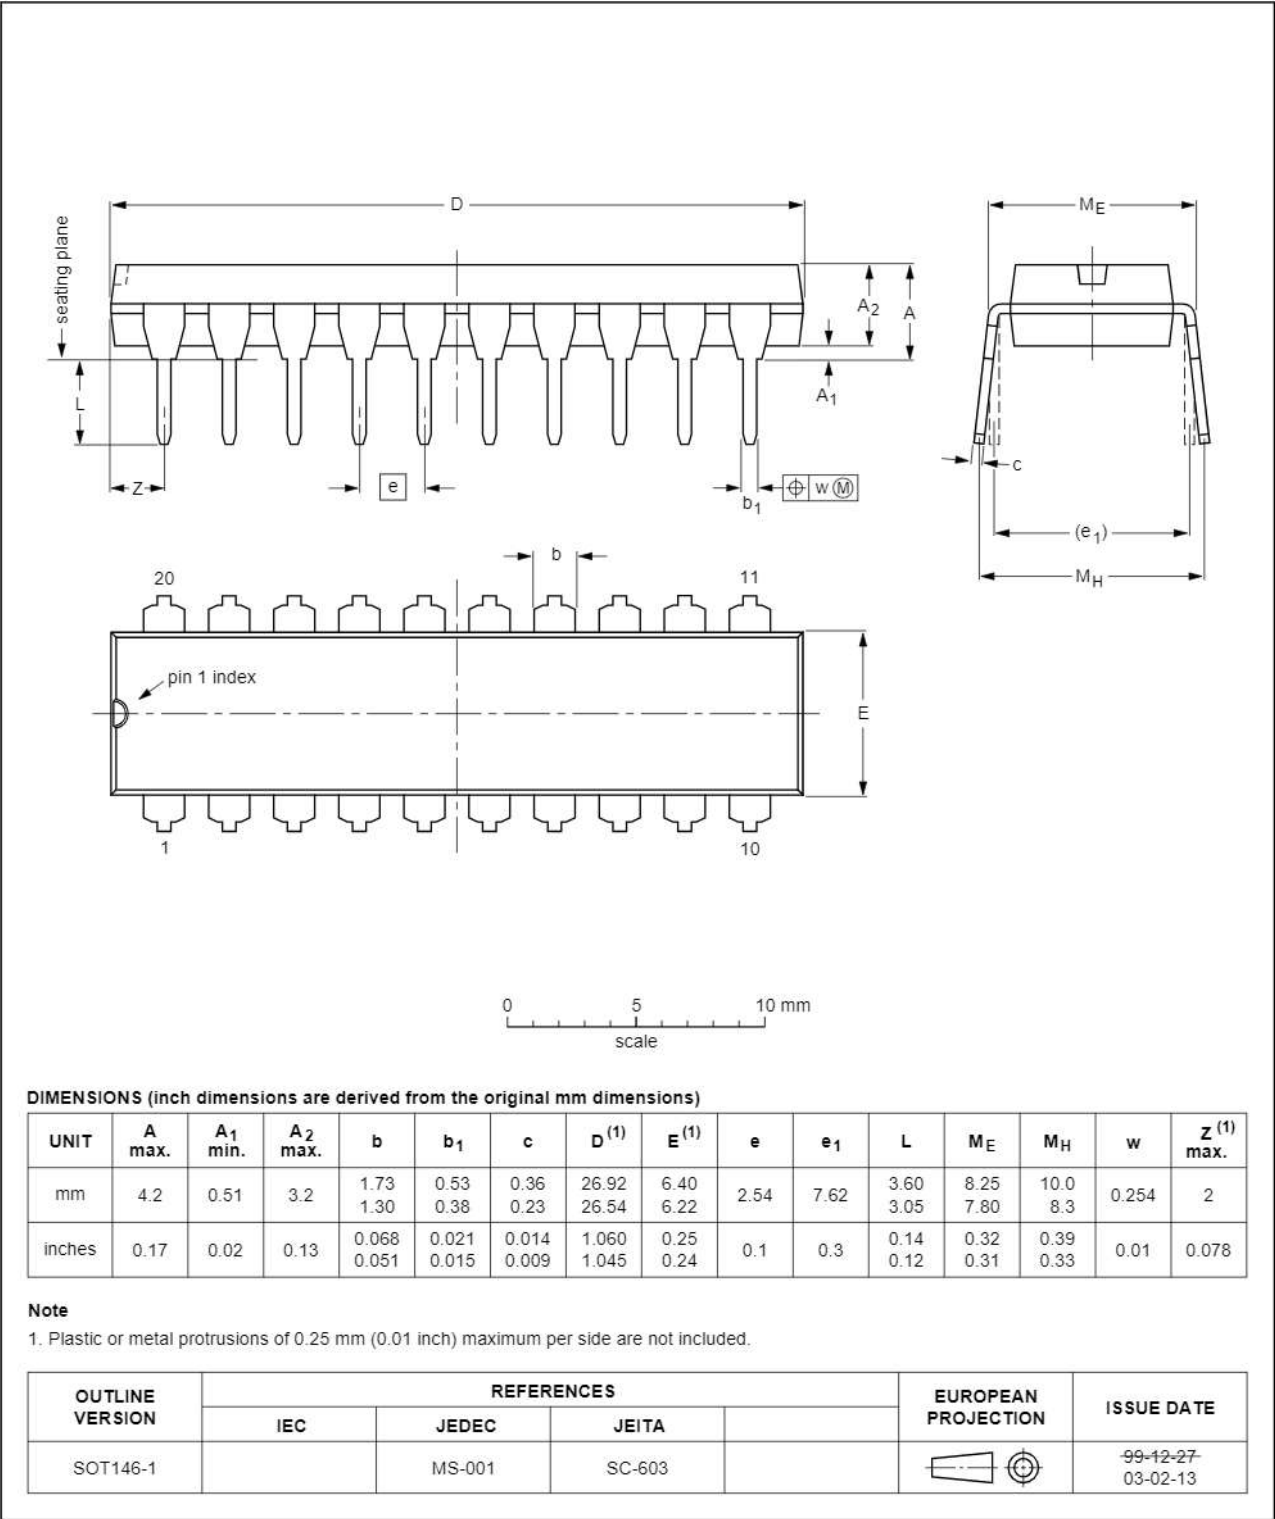 D
ME
seating plane
A2
A
L
A1
c
Z
e
b1
w M
(e1)
MH
b
20
11
pin 1 index
E
1
10
0
5
10 mm
scale
DIMENSIONS (inch dimensions are derived from the original mm dimensions)
UNIT A max. A1 min. A2 max. b b1 c D(1) E(1) e e1 L ME MH w Z(1) max.
mm 4.2 0.51 3.2 1.73 1.30 0.53 0.38 0.36 0.23 26.92 26.54 6.40 6.22 2.54 7.62 3.60 3.05 8.25 7.80 10.0 8.3 0.254 2
inches 0.17 0.02 0.13 0.068 0.051 0.021 0.015 0.014 0.009 1.060 1.045 0.25 0.24 0.1 0.3 0.14 0.12 0.32 0.31 0.39 0.33 0.01 0.078
Note
1. Plastic or metal protrusions of 0.25 mm (0.01 inch) maximum per side are not included.
OUTLINE VERSION
REFERENCES
EUROPEAN PROJECTION
ISSUE DATE
IEC JEDEC JEITA
SOT146-1 MS-001 SC-603
99-12-27
03-02-13